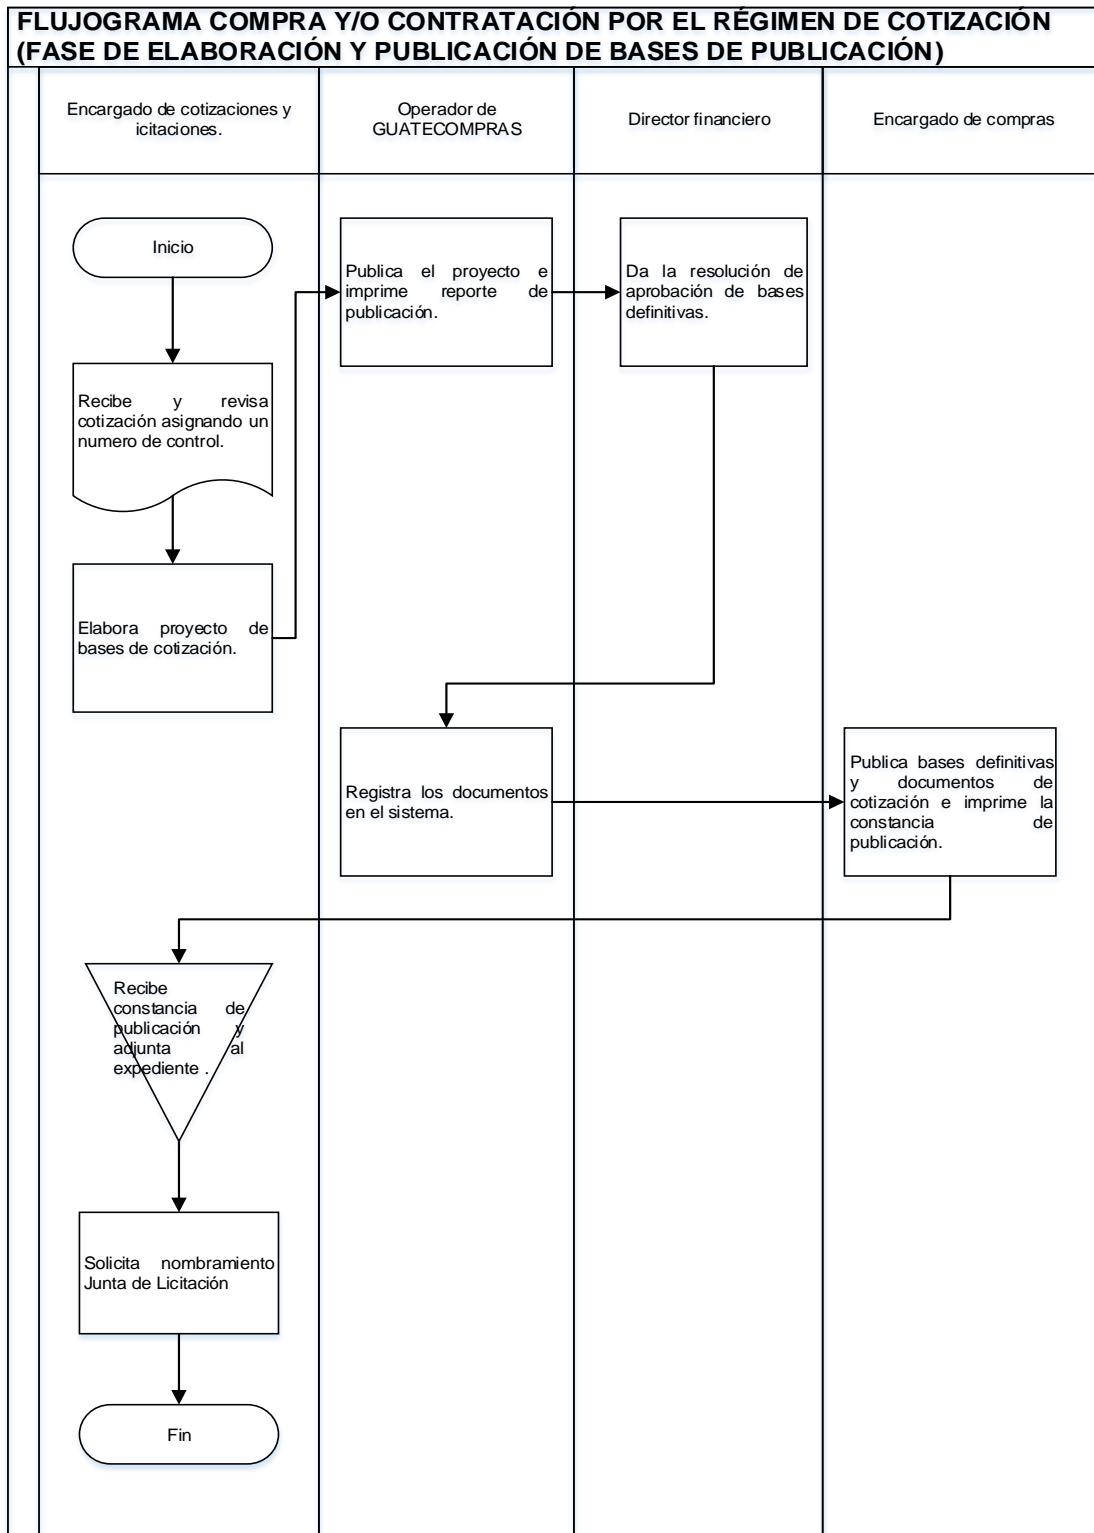 FLUJOGRAMA COMPRA Y/O CONTRATACIÓN POR EL RÉGIMEN DE COTIZACIÓN
(FASE DE ELABORACIÓN Y PUBLICACIÓN DE BASES DE PUBLICACIÓN)
Encargado de cotizaciones y
icitaciones.
Operador de
GUATECOMPRAS
Director financiero
Encargado de compras
Inicio
Recibe y revisa
cotización asignando un
numero de control.
Elabora proyecto de
bases de cotización.
Publica el proyecto e
imprime reporte de
publicación.
Da la resolución de
aprobación de bases
definitivas.
Registra los documentos
en el sistema.
Publica bases definitivas
y documentos de
cotización e imprime la
constancia de
publicación.
Recibe
constancia de
publicación y
adjunta al
expediente .
Solicita nombramiento
Junta de Licitación
Fin